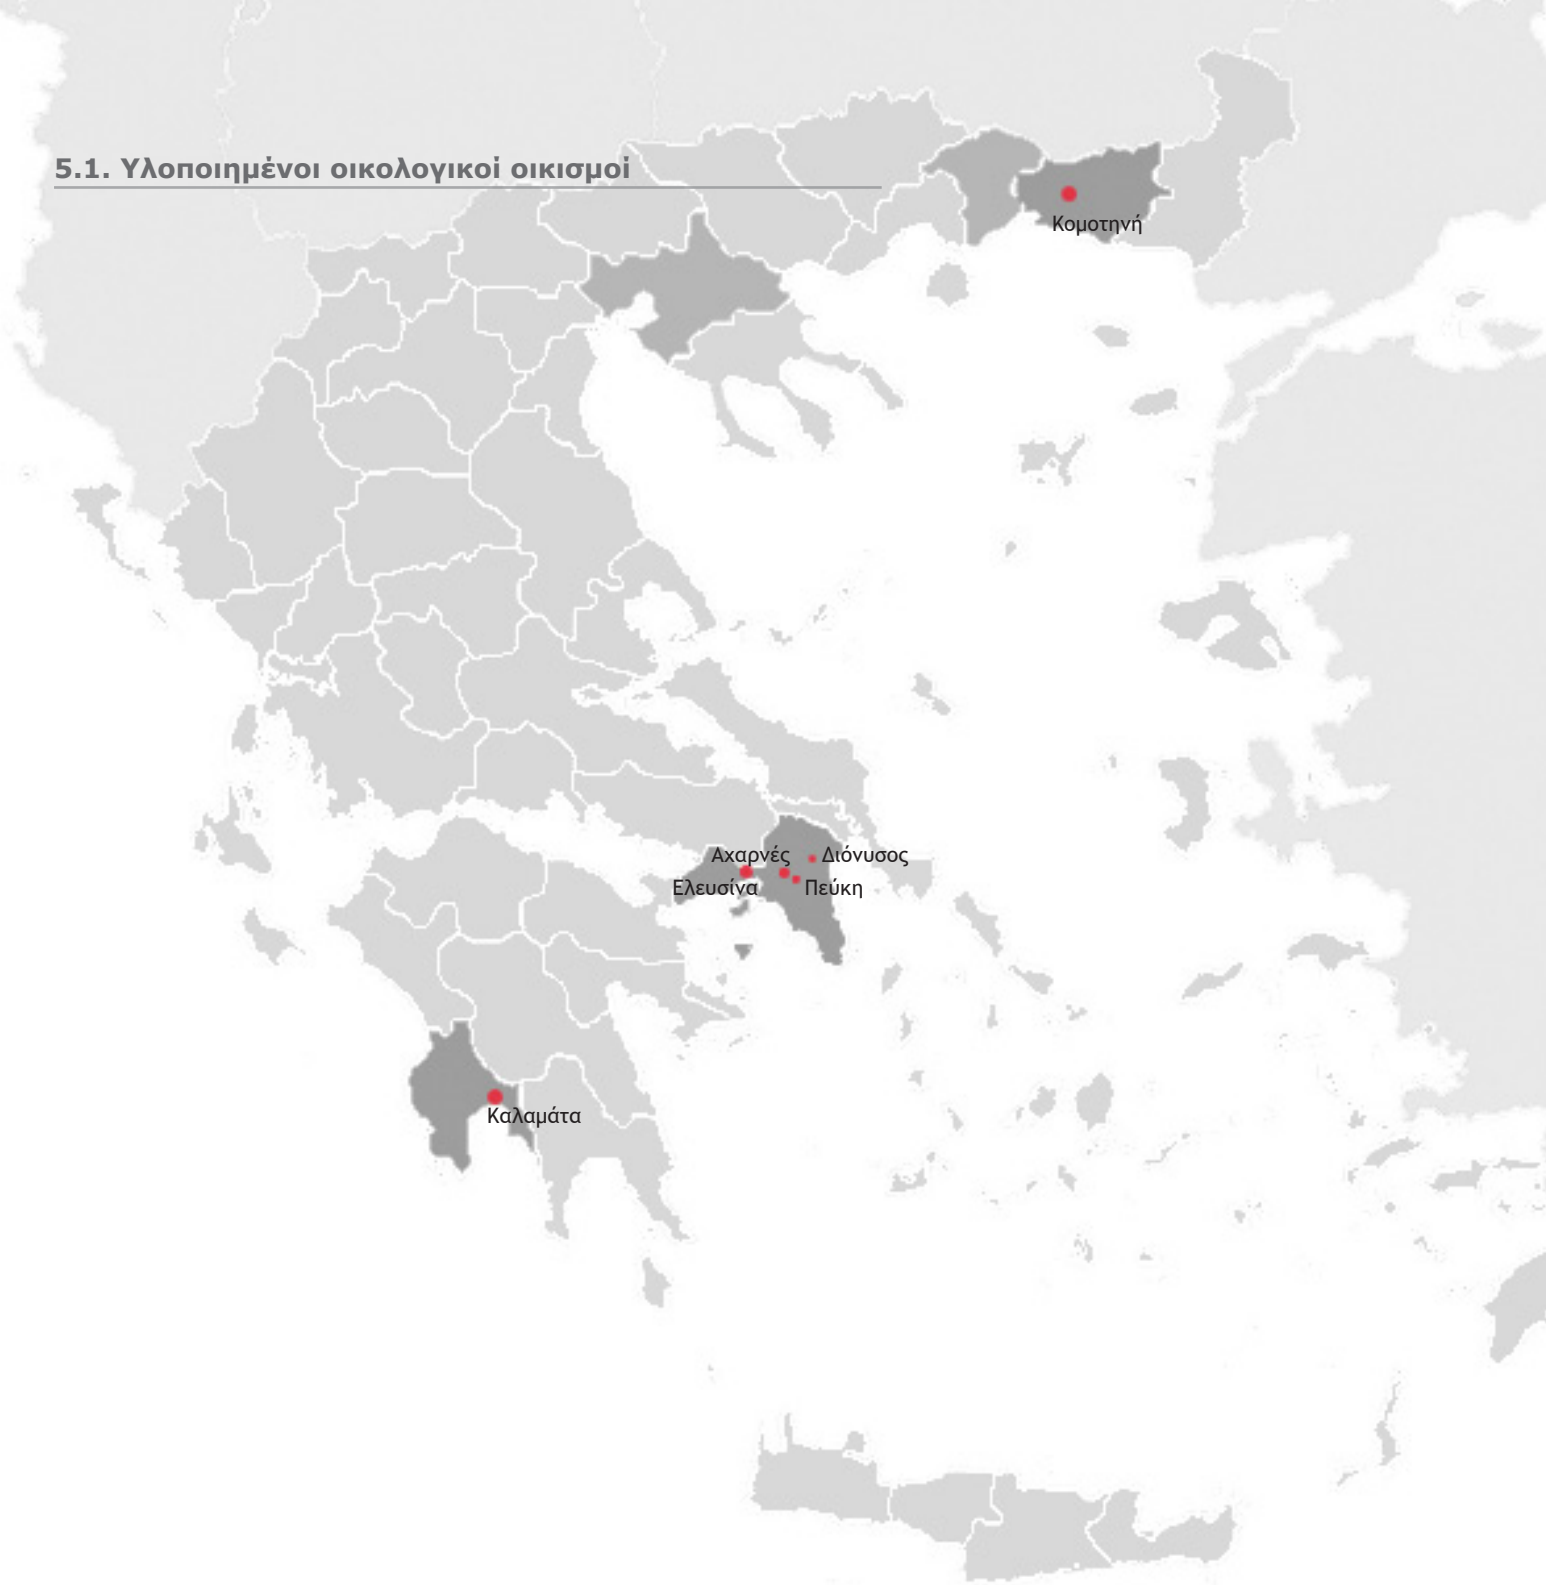 5.1. Υλοποιημένοι οικολογικοί οικισμοί
Κομοτηνή
Αχαρνές
Διόνυσος
Ελευσίνα
Πεύκη
Καλαμάτα